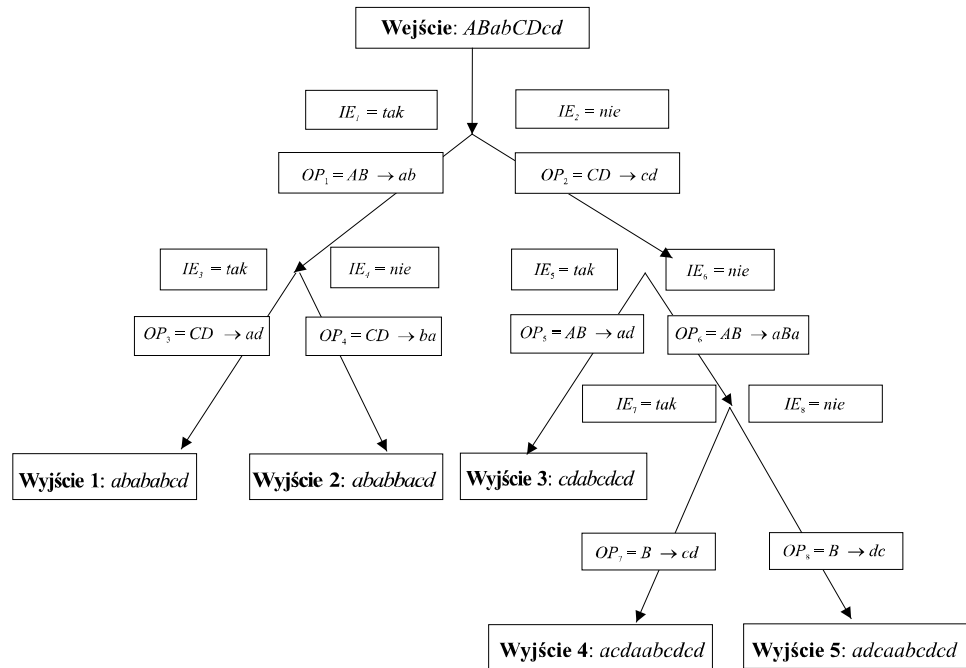 Wejście: ABabCDcd
IE₁ = tak
IE₂ = nie
OP₁ = AB → ab
OP₂ = CD → cd
IE₃ = tak
IE₄ = nie
IE₅ = tak
IE₆ = nie
OP₃ = CD → ad
OP₄ = CD → ba
OP₅ = AB → ad
OP₆ = AB → aBa
IE₇ = tak
IE₈ = nie
Wyjście 1: abababcd
Wyjście 2: ababbacd
Wyjście 3: cdabcdcd
OP₇ = B → cd
OP₈ = B → dc
Wyjście 4: acdaabcdcd
Wyjście 5: adcaabcdcd